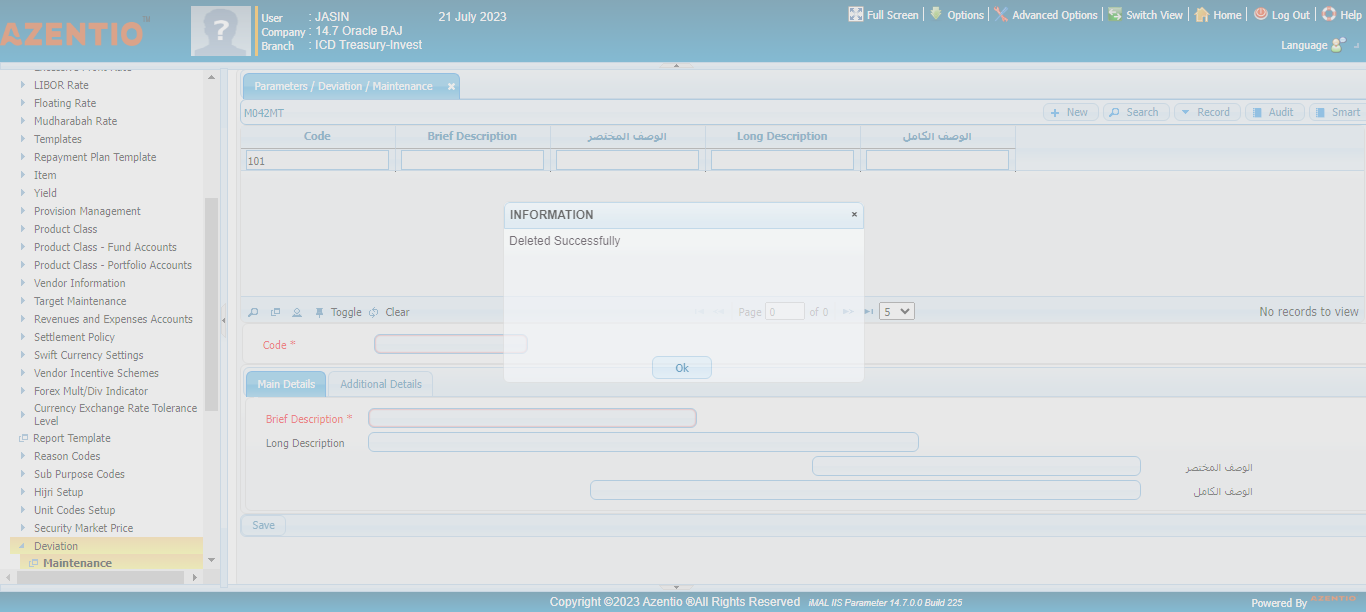 AZENTIO™
User : JASIN 21 July 2023
Company : 14.7 Oracle BAJ
Branch : ICD Treasury-Invest
Full Screen Options Advanced Options Switch View Home Log Out Help
Language
LIBOR Rate
Floating Rate
Mudharabah Rate
Templates
Repayment Plan Template
Item
Yield
Provision Management
Product Class
Product Class - Fund Accounts
Product Class - Portfolio Accounts
Vendor Information
Target Maintenance
Revenues and Expenses Accounts
Settlement Policy
Swift Currency Settings
Vendor Incentive Schemes
Forex Mult/Div Indicator
Currency Exchange Rate Tolerance
Level
Report Template
Reason Codes
Sub Purpose Codes
Hijri Setup
Unit Codes Setup
Security Market Price
Deviation
Maintenance
Parameters / Deviation / Maintenance
M042MT
New Search Record Audit Smart
Code Brief Description الوصف المختصر Long Description الوصف الكامل
101
INFORMATION
Deleted Successfully
Ok
Toggle Clear Page 0 of 0 5 No records to view
Code *
Main Details Additional Details
Brief Description *
Long Description
الوصف المختصر
الوصف الكامل
Save
Copyright ©2023 Azentio ®All Rights Reserved iMAL IIS Parameter 14.7.0.0 Build 225
Powered By AZENTIO